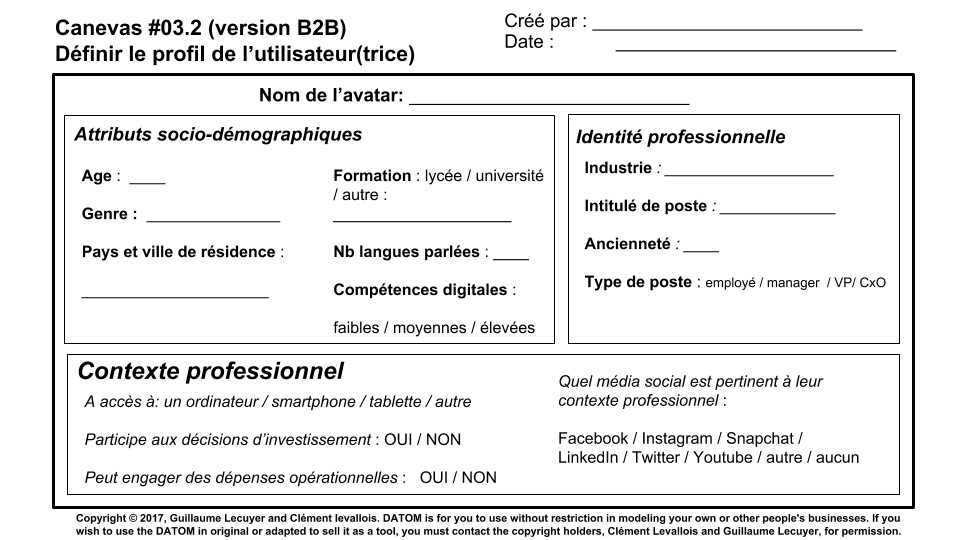 Canevas #03.2 (version B2B)
Définir le profil de l’utilisateur(trice)
Créé par : ____________________________
Date : _____________________________
Nom de l’avatar: _____________________________
Attributs socio-démographiques
Age : ____
Genre : _______________
Pays et ville de résidence :
_____________________
Formation : lycée / université
/ autre :
____________________
Nb langues parlées : ____
Compétences digitales :
faibles / moyennes / élevées
Identité professionnelle
Industrie : ___________________
Intitulé de poste : _____________
Ancienneté : ____
Type de poste : employé / manager / VP/ CxO
Contexte professionnel
A accès à: un ordinateur / smartphone / tablette / autre
Participe aux décisions d’investissement : OUI / NON
Peut engager des dépenses opérationnelles : OUI / NON
Quel média social est pertinent à leur
contexte professionnel :
Facebook / Instagram / Snapchat /
LinkedIn / Twitter / Youtube / autre / aucun
Copyright © 2017, Guillaume Lecuyer and Clément levallois. DATOM is for you to use without restriction in modeling your own or other people's businesses. If you
wish to use the DATOM in original or adapted to sell it as a tool, you must contact the copyright holders, Clément Levallois and Guillaume Lecuyer, for permission.